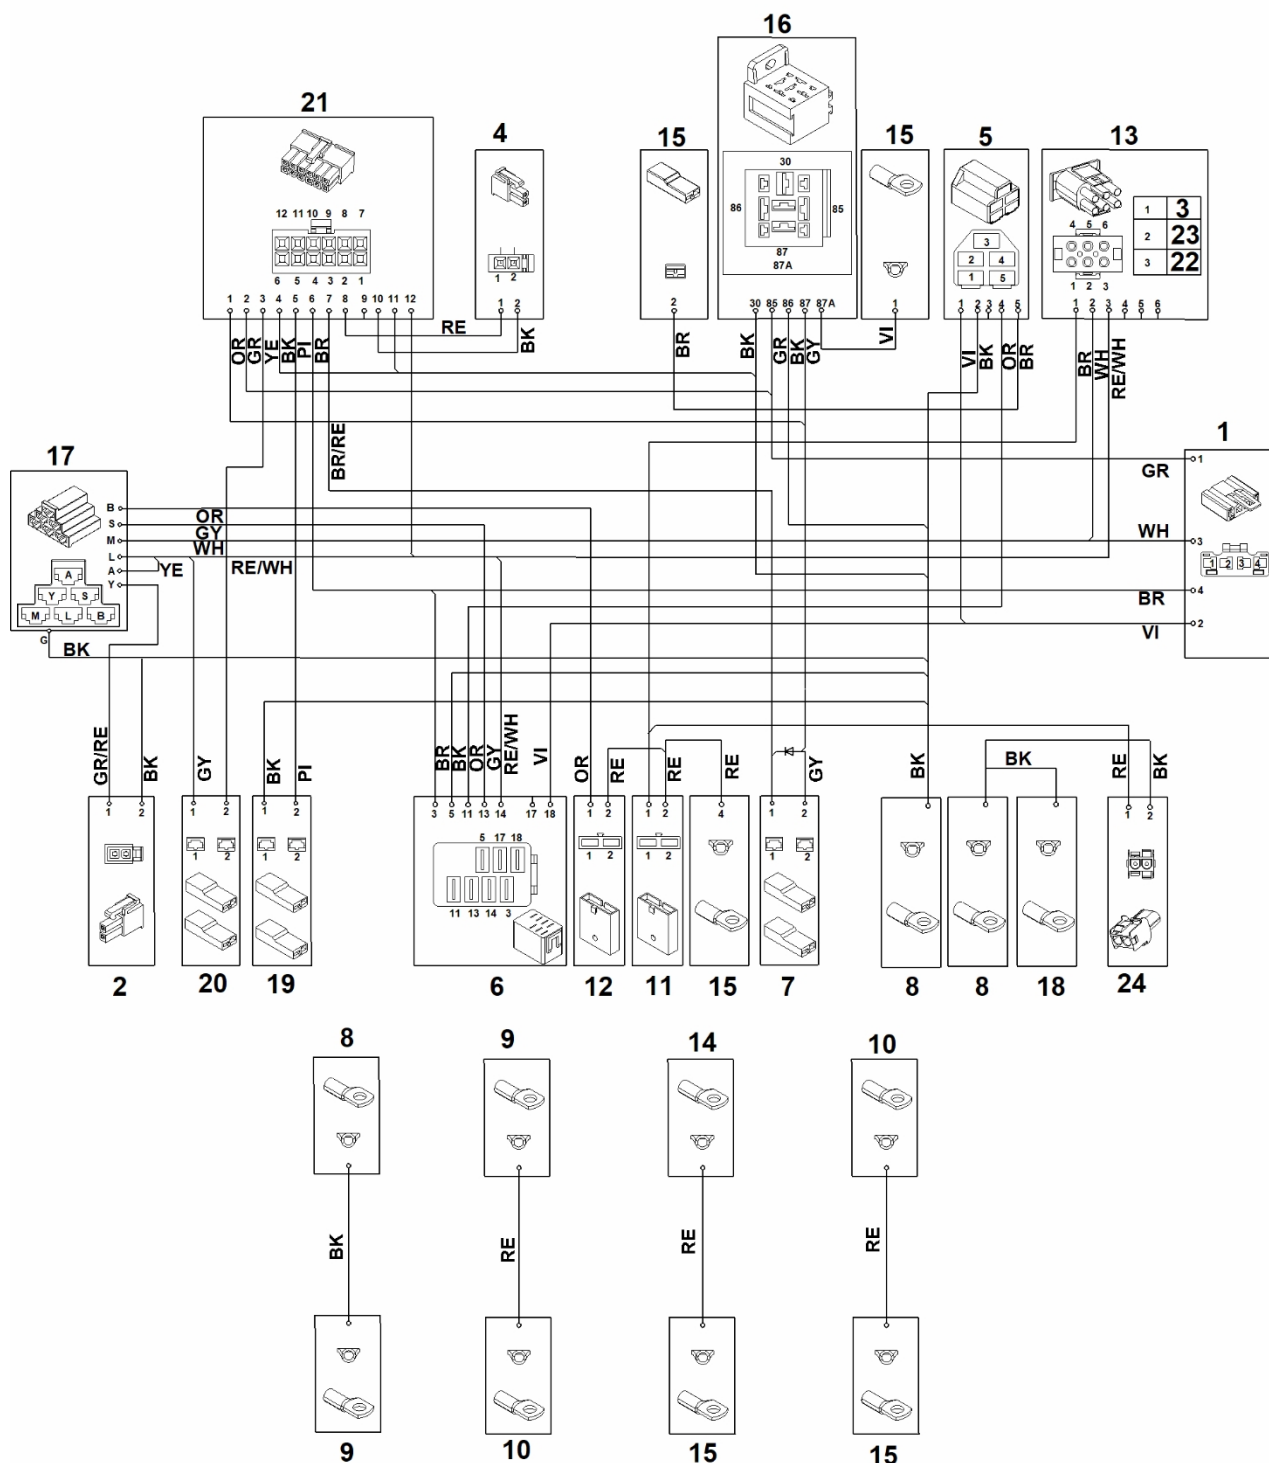 16
21
4
15
15
5
13
30
86
85
87
87A
12 11 10 9 8 7
6 5 4 3 2 1
1 2
3
2 4
1 5
4 5 6
1 2 3
1 3
2 23
3 22
1 2 3 4 5 6 7 8 9 10 11 12
1 2
2
30 85 86 87 87A
1
1 2 3 4 5
1 2 3 4 5 6
RE
BK
OR
GR
YE
BK
PI
BR
BR
BK
GR
BK
GY
VI
VI
BK
OR
BR
BR
WH
RE/WH
BR/RE
17
1
B
S
M
L
A
Y
G
A
Y S
M L B
OR
GY
WH
YE
RE/WH
BK
1
GR
3
WH
4
BR
2
VI
1 2 3 4
GR/RE
BK
GY
BK
PI
BR
BK
OR
GY
RE/WH
VI
OR
RE
RE
RE
GY
BK
BK
RE
BK
1 2
1 2
1 2
3 5 11 13 14 17 18
1 2
1 2
4
1 2
1 2
5 17 18
11 13 14 3
1 2
1 2
1 2
1 2
1 2
2
20
19
6
12
11
15
7
8
8
18
24
8
9
14
10
BK
RE
RE
RE
9
10
15
15